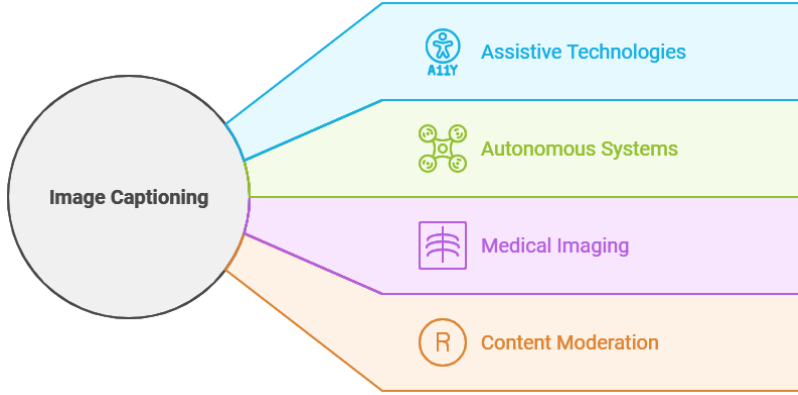 Image Captioning
A11Y
Assistive Technologies
Autonomous Systems
Medical Imaging
R
Content Moderation